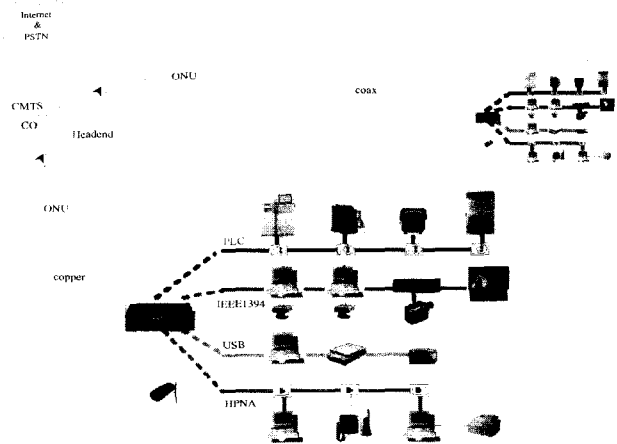 Internet
&
PSTN
ONU
coax
CMTS
CO
Headend
ONU
PLC
copper
IEEE1394
USB
HPNA